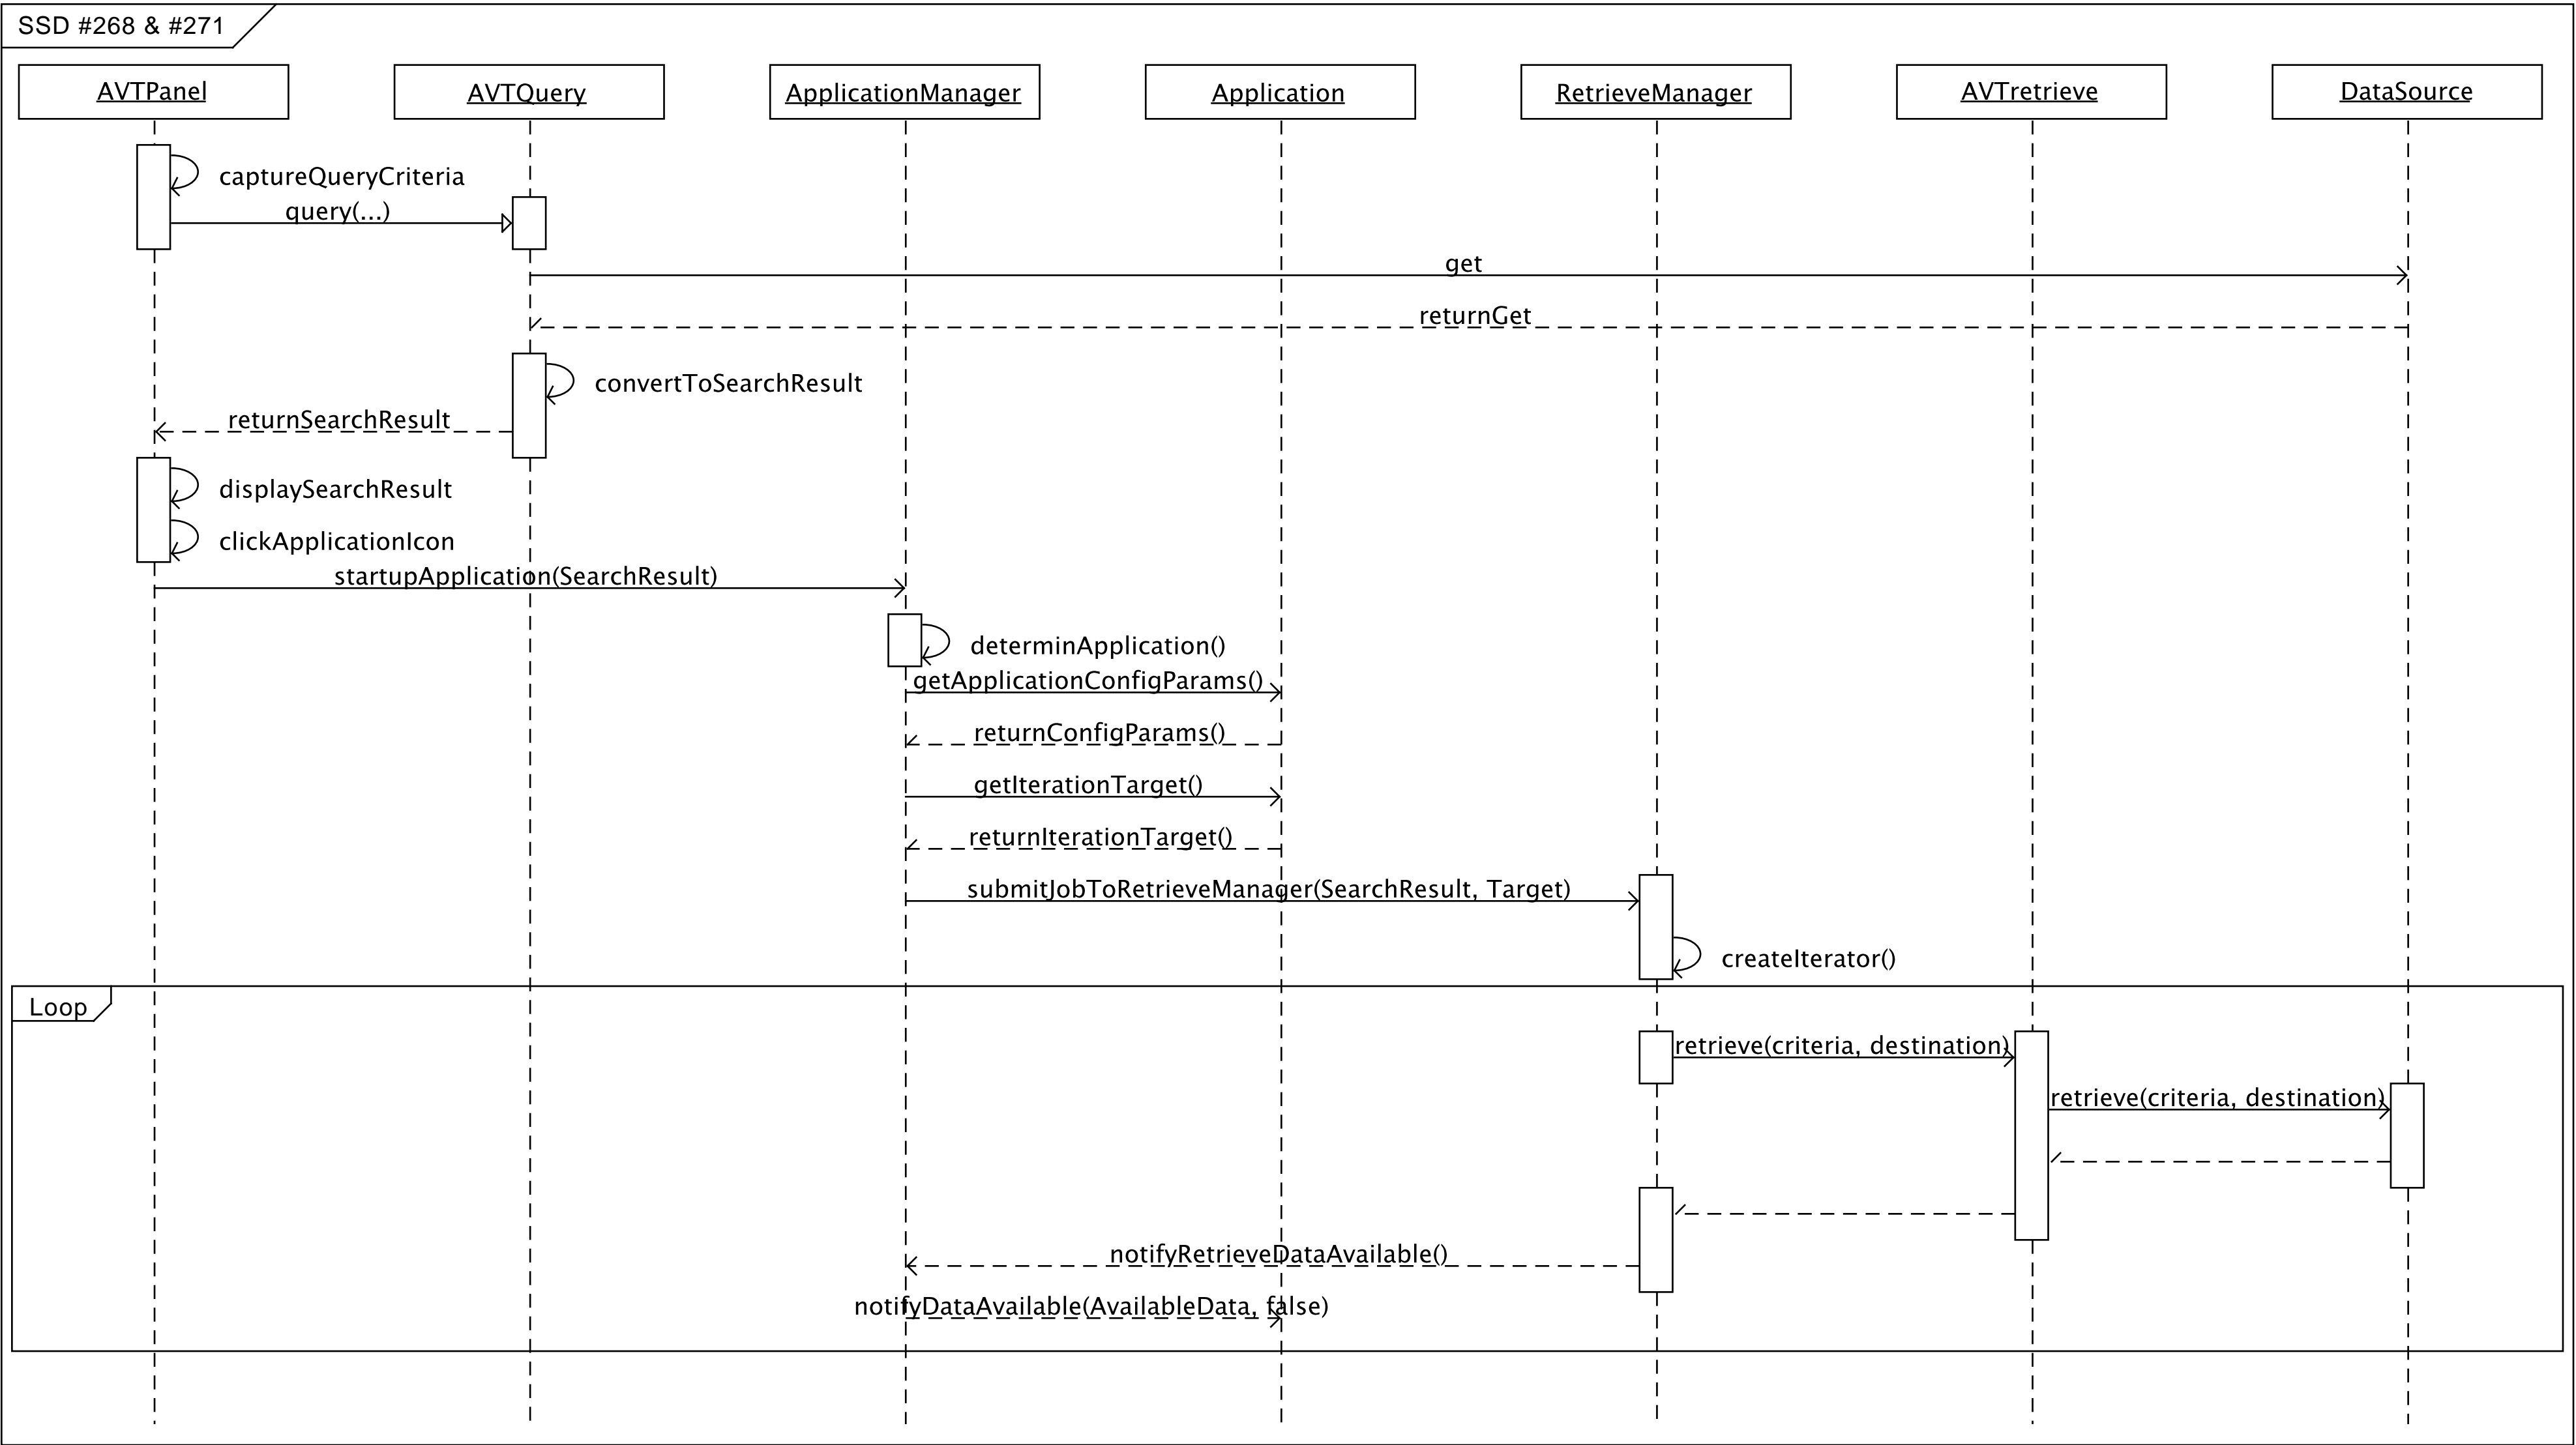 SSD #268 & #271
AVTPanel
AVTQuery
ApplicationManager
Application
RetrieveManager
AVTretrieve
DataSource
captureQueryCriteria
query(...)
get
returnGet
convertToSearchResult
returnSearchResult
displaySearchResult
clickApplicationIcon
startupApplication(SearchResult)
determinApplication()
getApplicationConfigParams()
returnConfigParams()
getIterationTarget()
returnIterationTarget()
submitJobToRetrieveManager(SearchResult, Target)
createIterator()
Loop
retrieve(criteria, destination)
retrieve(criteria, destination)
notifyRetrieveDataAvailable()
notifyDataAvailable(AvailableData, false)